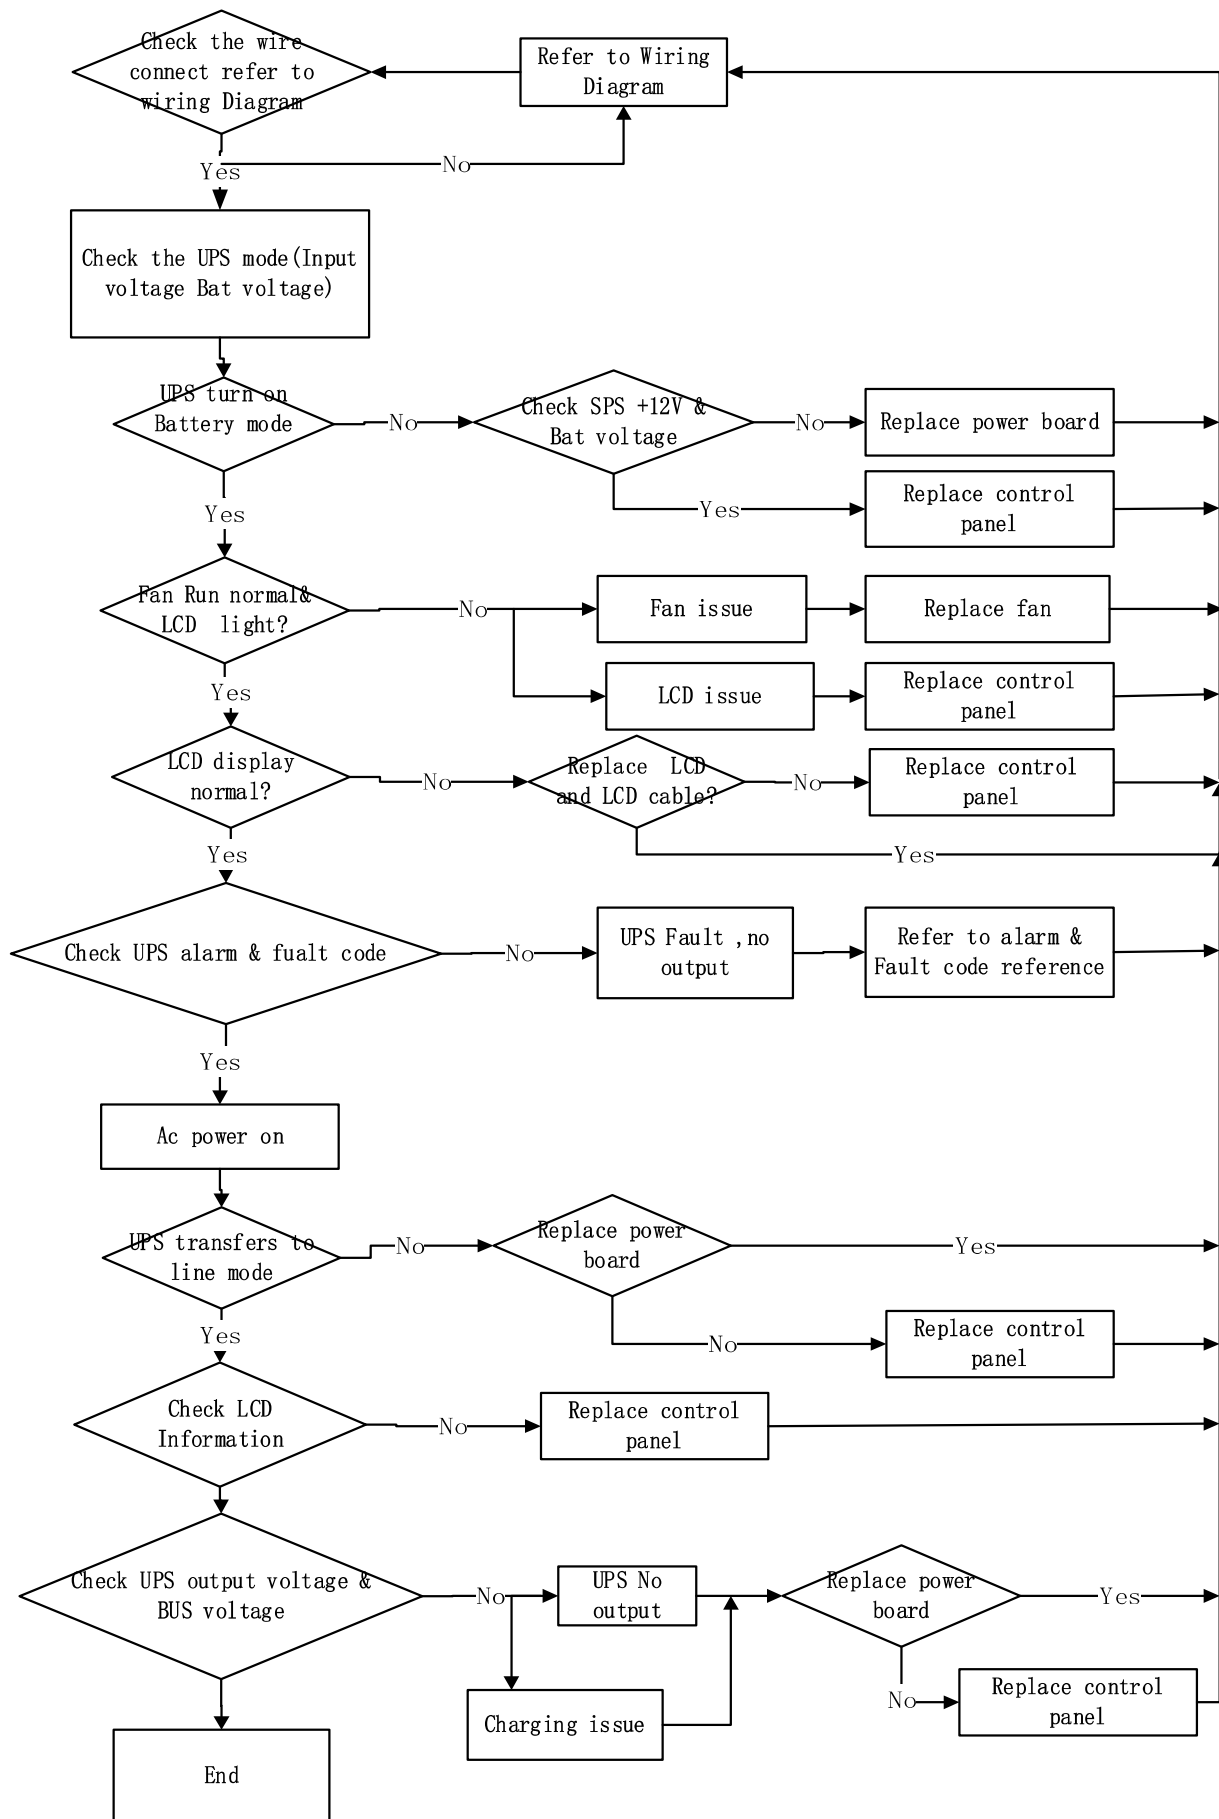 Check the wire
connect refer to
wiring Diagram
Refer to Wiring
Diagram
No
Yes
Check the UPS mode(Input
voltage Bat voltage)
UPS turn on
Battery mode
No
Check SPS +12V &
Bat voltage
No
Replace power board
Yes
Replace control
panel
Yes
Fan Run normal&
LCD light?
No
Fan issue
Replace fan
LCD issue
Replace control
panel
Yes
LCD display
normal?
No
Replace LCD
and LCD cable?
No
Replace control
panel
Yes
Yes
Check UPS alarm & fualt code
No
UPS Fault ,no
output
Refer to alarm &
Fault code reference
Yes
Ac power on
UPS transfers to
line mode
No
Replace power
board
Yes
No
Replace control
panel
Yes
Check LCD
Information
No
Replace control
panel
Check UPS output voltage &
BUS voltage
No
UPS No
output
Replace power
board
Yes
Charging issue
No
Replace control
panel
End